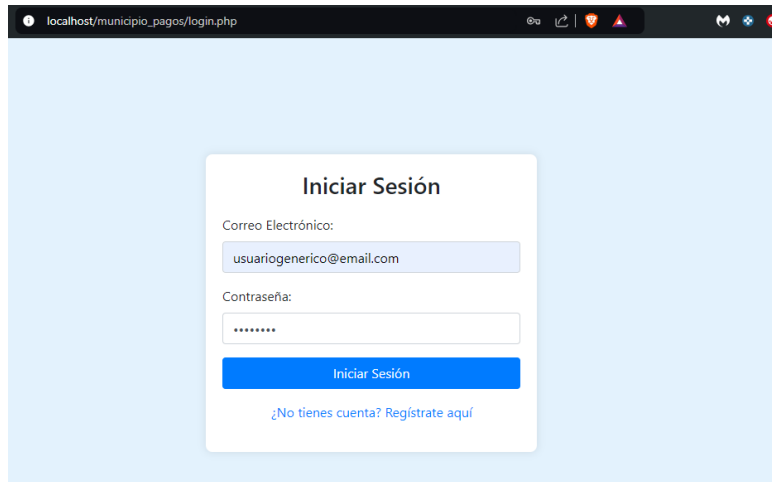 localhost/municipio_pagos/login.php
Iniciar Sesión
Correo Electrónico:
usuariogenerico@email.com
Contraseña:
••••••••
Iniciar Sesión
¿No tienes cuenta? Regístrate aquí